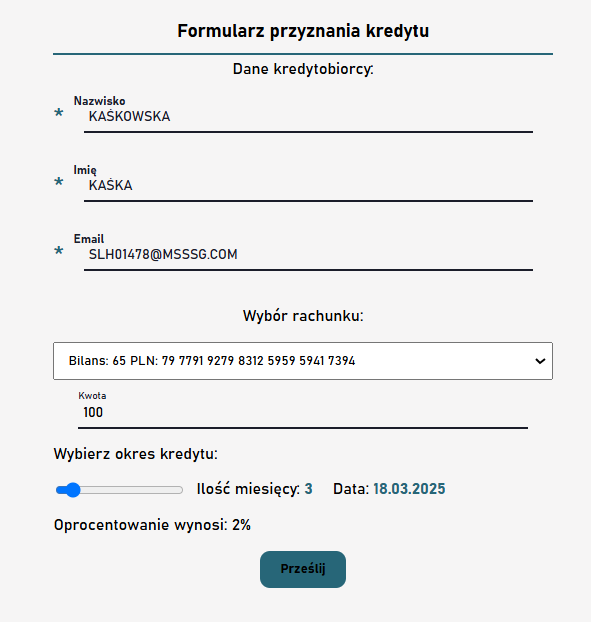 Formularz przyznania kredytu
Dane kredytobiorcy:
Nazwisko
* KAŚKOWSKA
Imię
* KAŚKA
Email
* SLH01478@MSSSG.COM
Wybór rachunku:
Bilans: 65 PLN: 79 7791 9279 8312 5959 5941 7394
Kwota
100
Wybierz okres kredytu:
Ilość miesięcy: 3 Data: 18.03.2025
Oprocentowanie wynosi: 2%
Prześlij